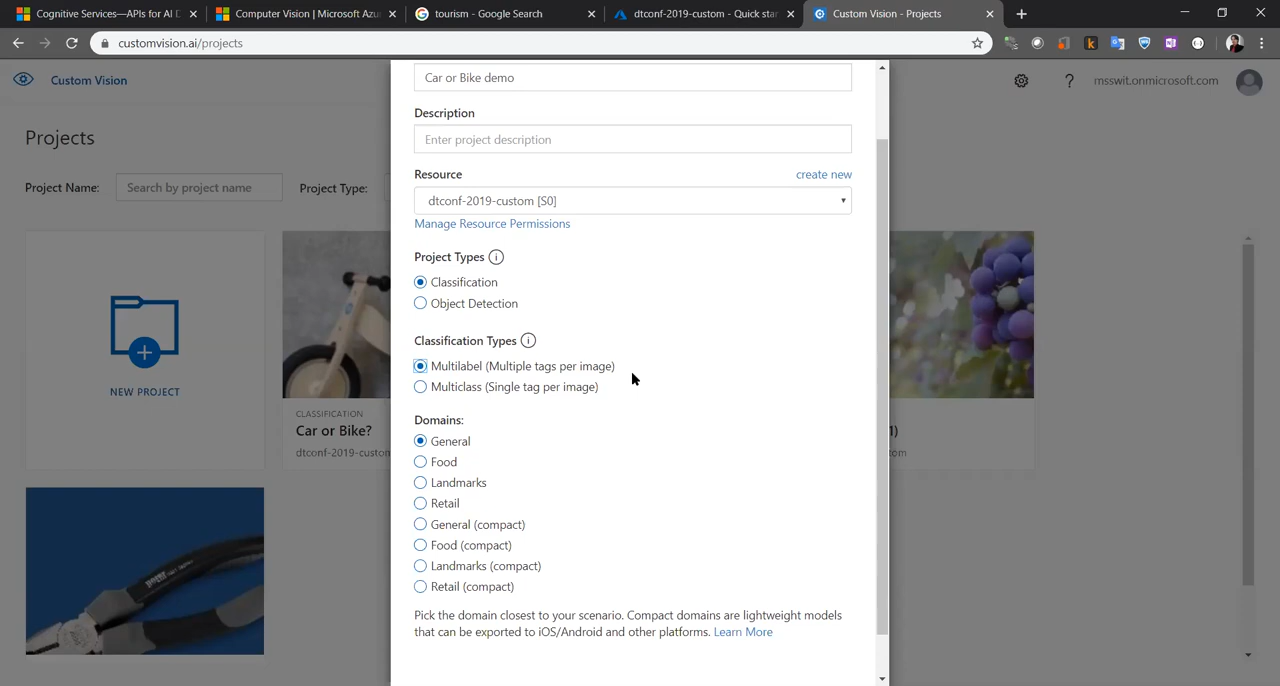 Cognitive Services—APIs for AI D
Computer Vision | Microsoft Azu
tourism - Google Search
dtconf-2019-custom - Quick star
Custom Vision - Projects
customvision.ai/projects
Custom Vision
msswit.onmicrosoft.com
Projects
Project Name:
Search by project name
Project Type:
NEW PROJECT
CLASSIFICATION
Car or Bike?
dtconf-2019-custom
1)
om
Car or Bike demo
Description
Enter project description
Resource
create new
dtconf-2019-custom [S0]
Manage Resource Permissions
Project Types
Classification
Object Detection
Classification Types
Multilabel (Multiple tags per image)
Multiclass (Single tag per image)
Domains:
General
Food
Landmarks
Retail
General (compact)
Food (compact)
Landmarks (compact)
Retail (compact)
Pick the domain closest to your scenario. Compact domains are lightweight models
that can be exported to iOS/Android and other platforms. Learn More